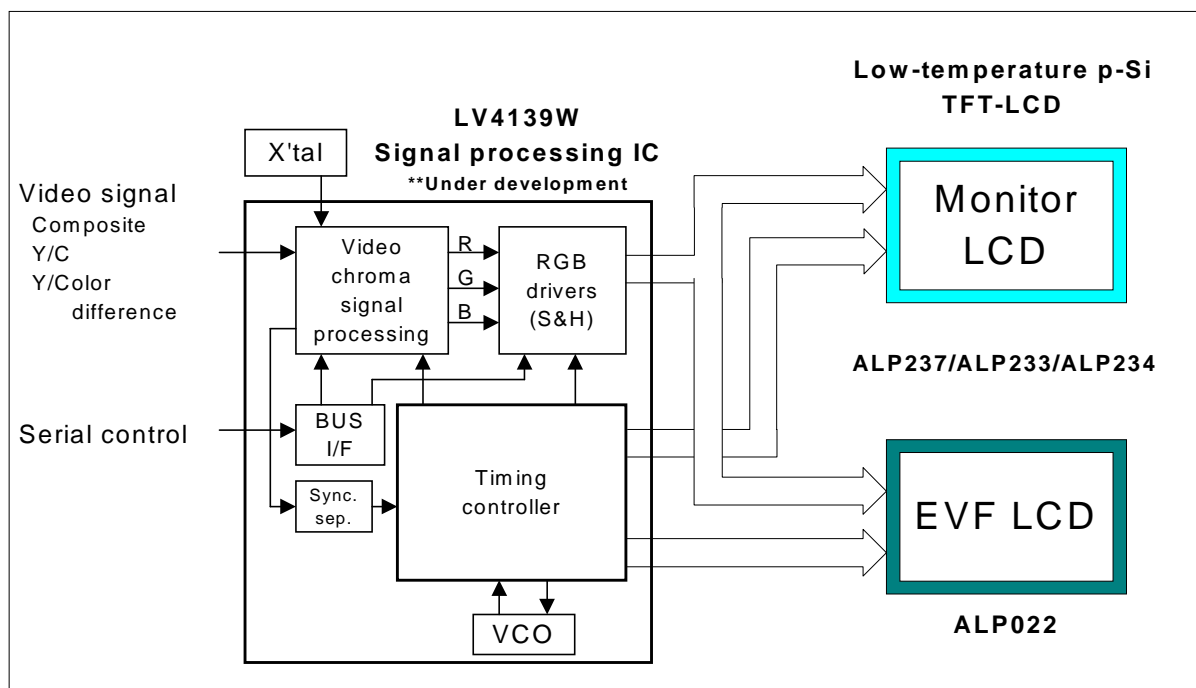 Low-temperature p-Si
TFT-LCD
LV4139W
Signal processing IC
**Under development
X'tal
Video signal
Composite
Y/C
Y/Color
difference
Video
chroma
signal
processing
R
G
B
RGB
drivers
(S&H)
Monitor
LCD
ALP237/ALP233/ALP234
Serial control
BUS
I/F
Sync.
sep.
Timing
controller
VCO
EVF LCD
ALP022